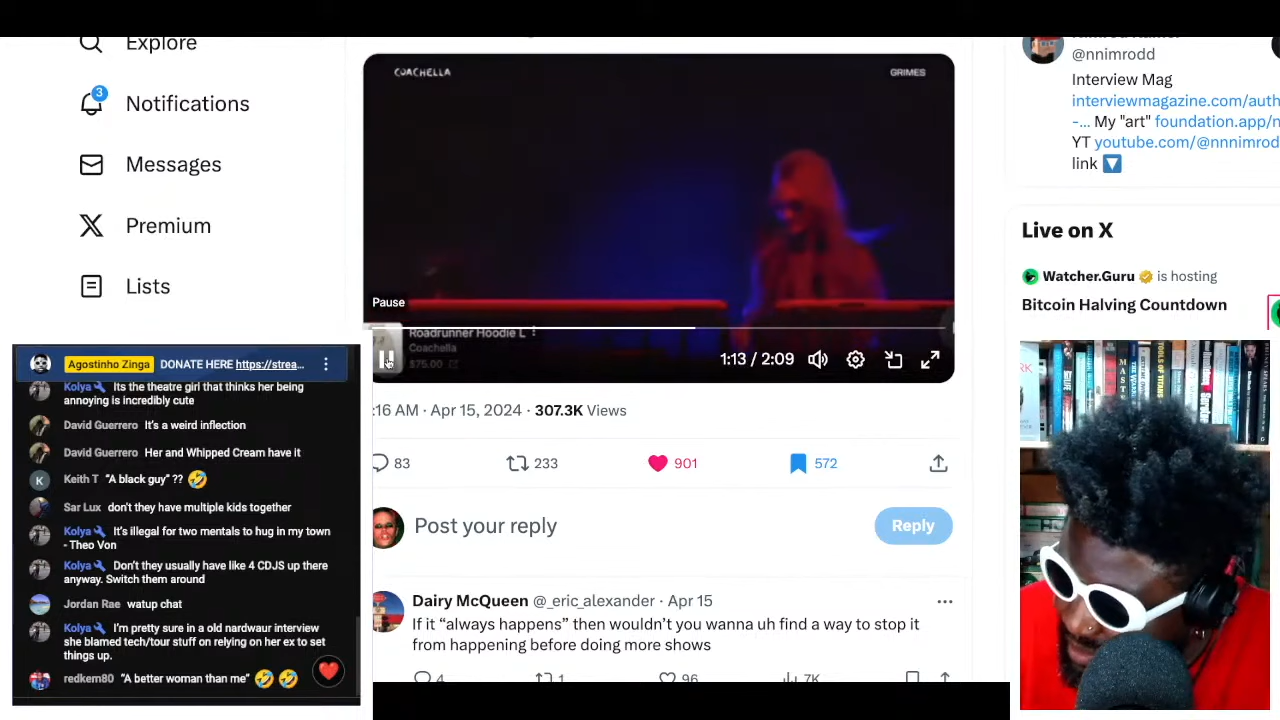 Explore
3
Notifications
Messages
Premium
Lists
COACHELLA
GRIMES
Pause
Roadrunner Hoodie L
Coachella
$75.00
1:13 / 2:09
:16 AM · Apr 15, 2024 · 307.3K Views
83
233
901
572
Post your reply
Reply
Dairy McQueen @_eric_alexander · Apr 15
If it “always happens” then wouldn’t you wanna uh find a way to stop it
from happening before doing more shows
4
1
96
7K
@nnimrodd
Interview Mag
interviewmagazine.com/auth
-... My "art" foundation.app/n
YT youtube.com/@nnnimrod
link
Live on X
Watcher.Guru is hosting
Bitcoin Halving Countdown
Agostinho Zinga DONATE HERE https://strea...
Kolya Its the theatre girl that thinks her being
annoying is incredibly cute
David Guerrero It’s a weird inflection
David Guerrero Her and Whipped Cream have it
K
Keith T “A black guy” ??
Sar Lux don't they have multiple kids together
Kolya It’s illegal for two mentals to hug in my town
- Theo Von
Kolya Don’t they usually have like 4 CDJS up there
anyway. Switch them around
Jordan Rae watup chat
Kolya I’m pretty sure in a old nardwaur interview
she blamed tech/tour stuff on relying on her ex to set
things up.
redkem80 “A better woman than me”
TOOLS OF TITANS